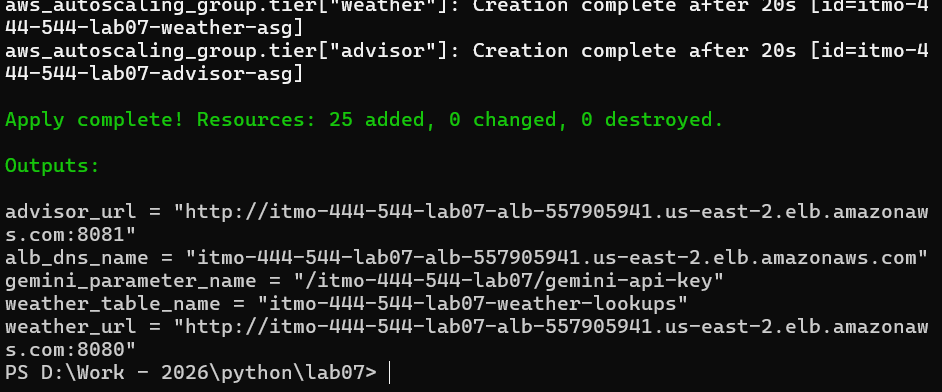 aws_autoscaling_group.tier["weather"]: Creation complete after 20s [id=itmo-4
44-544-lab07-weather-asg]
aws_autoscaling_group.tier["advisor"]: Creation complete after 20s [id=itmo-4
44-544-lab07-advisor-asg]
Apply complete! Resources: 25 added, 0 changed, 0 destroyed.
Outputs:
advisor_url = "http://itmo-444-544-lab07-alb-557905941.us-east-2.elb.amazonaw
s.com:8081"
alb_dns_name = "itmo-444-544-lab07-alb-557905941.us-east-2.elb.amazonaws.com"
gemini_parameter_name = "/itmo-444-544-lab07/gemini-api-key"
weather_table_name = "itmo-444-544-lab07-weather-lookups"
weather_url = "http://itmo-444-544-lab07-alb-557905941.us-east-2.elb.amazonaw
s.com:8080"
PS D:\Work - 2026\python\lab07>